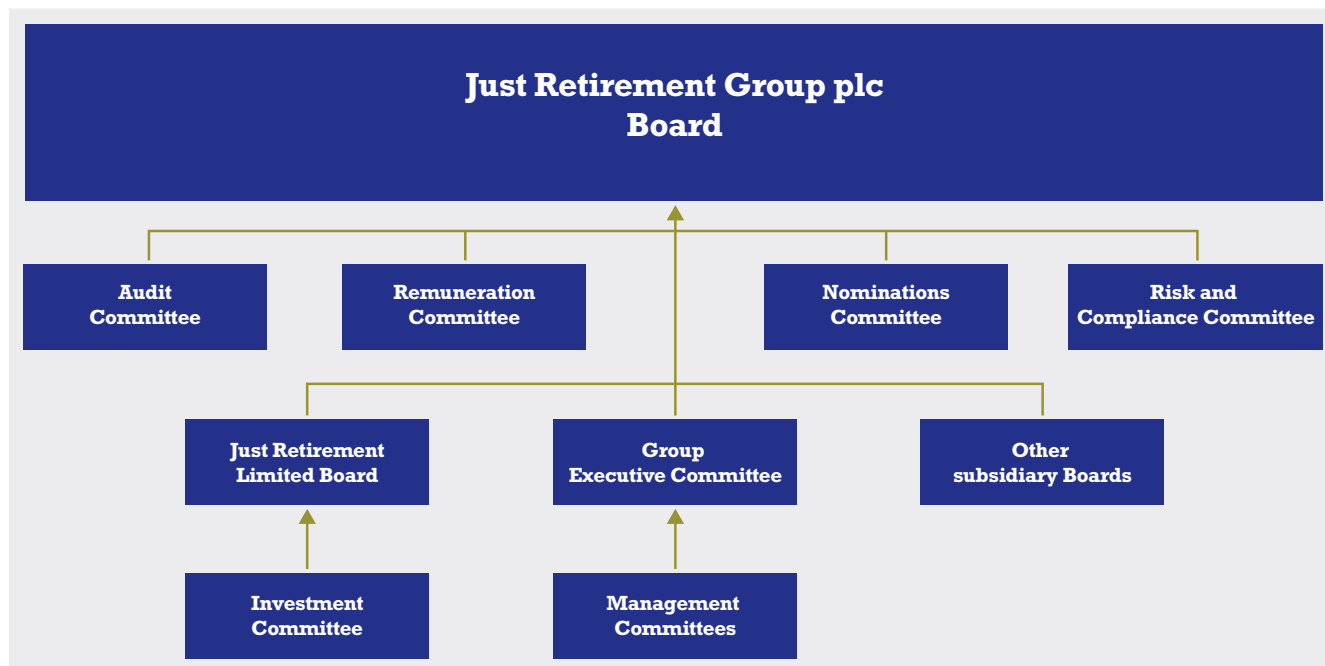 Just Retirement Group plc
Board
Audit
Committee
Remuneration
Committee
Nominations
Committee
Risk and
Compliance Committee
Just Retirement
Limited Board
Group
Executive Committee
Other
subsidiary Boards
Investment
Committee
Management
Committees